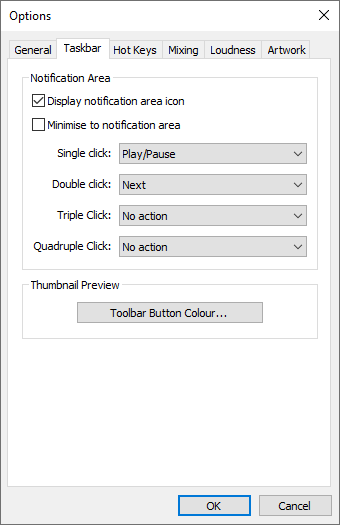 Options
General Taskbar Hot Keys Mixing Loudness Artwork
Notification Area
Display notification area icon
Minimise to notification area
Single click: Play/Pause
Double click: Next
Triple Click: No action
Quadruple Click: No action
Thumbnail Preview
Toolbar Button Colour...
OK Cancel